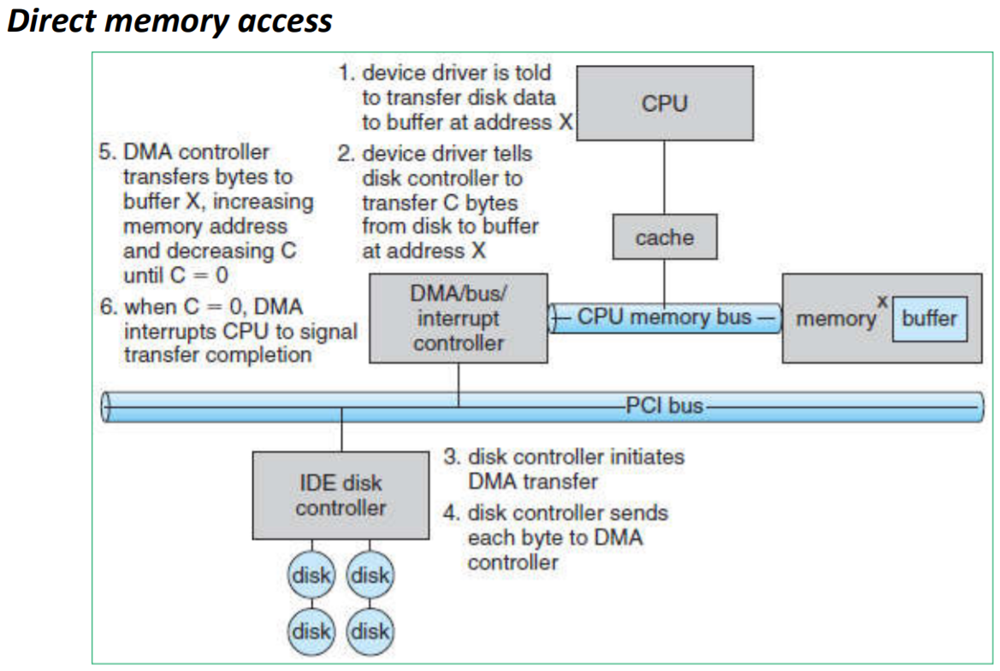 Direct memory access
1. device driver is told
to transfer disk data
to buffer at address X
CPU
5. DMA controller
transfers bytes to
buffer X, increasing
memory address
and decreasing C
until C = 0
2. device driver tells
disk controller to
transfer C bytes
from disk to buffer
at address X
cache
6. when C = 0, DMA
interrupts CPU to signal
transfer completion
DMA/bus/
interrupt
controller
CPU memory bus
memory
x
buffer
PCI bus
IDE disk
controller
3. disk controller initiates
DMA transfer
4. disk controller sends
each byte to DMA
controller
disk
disk
disk
disk